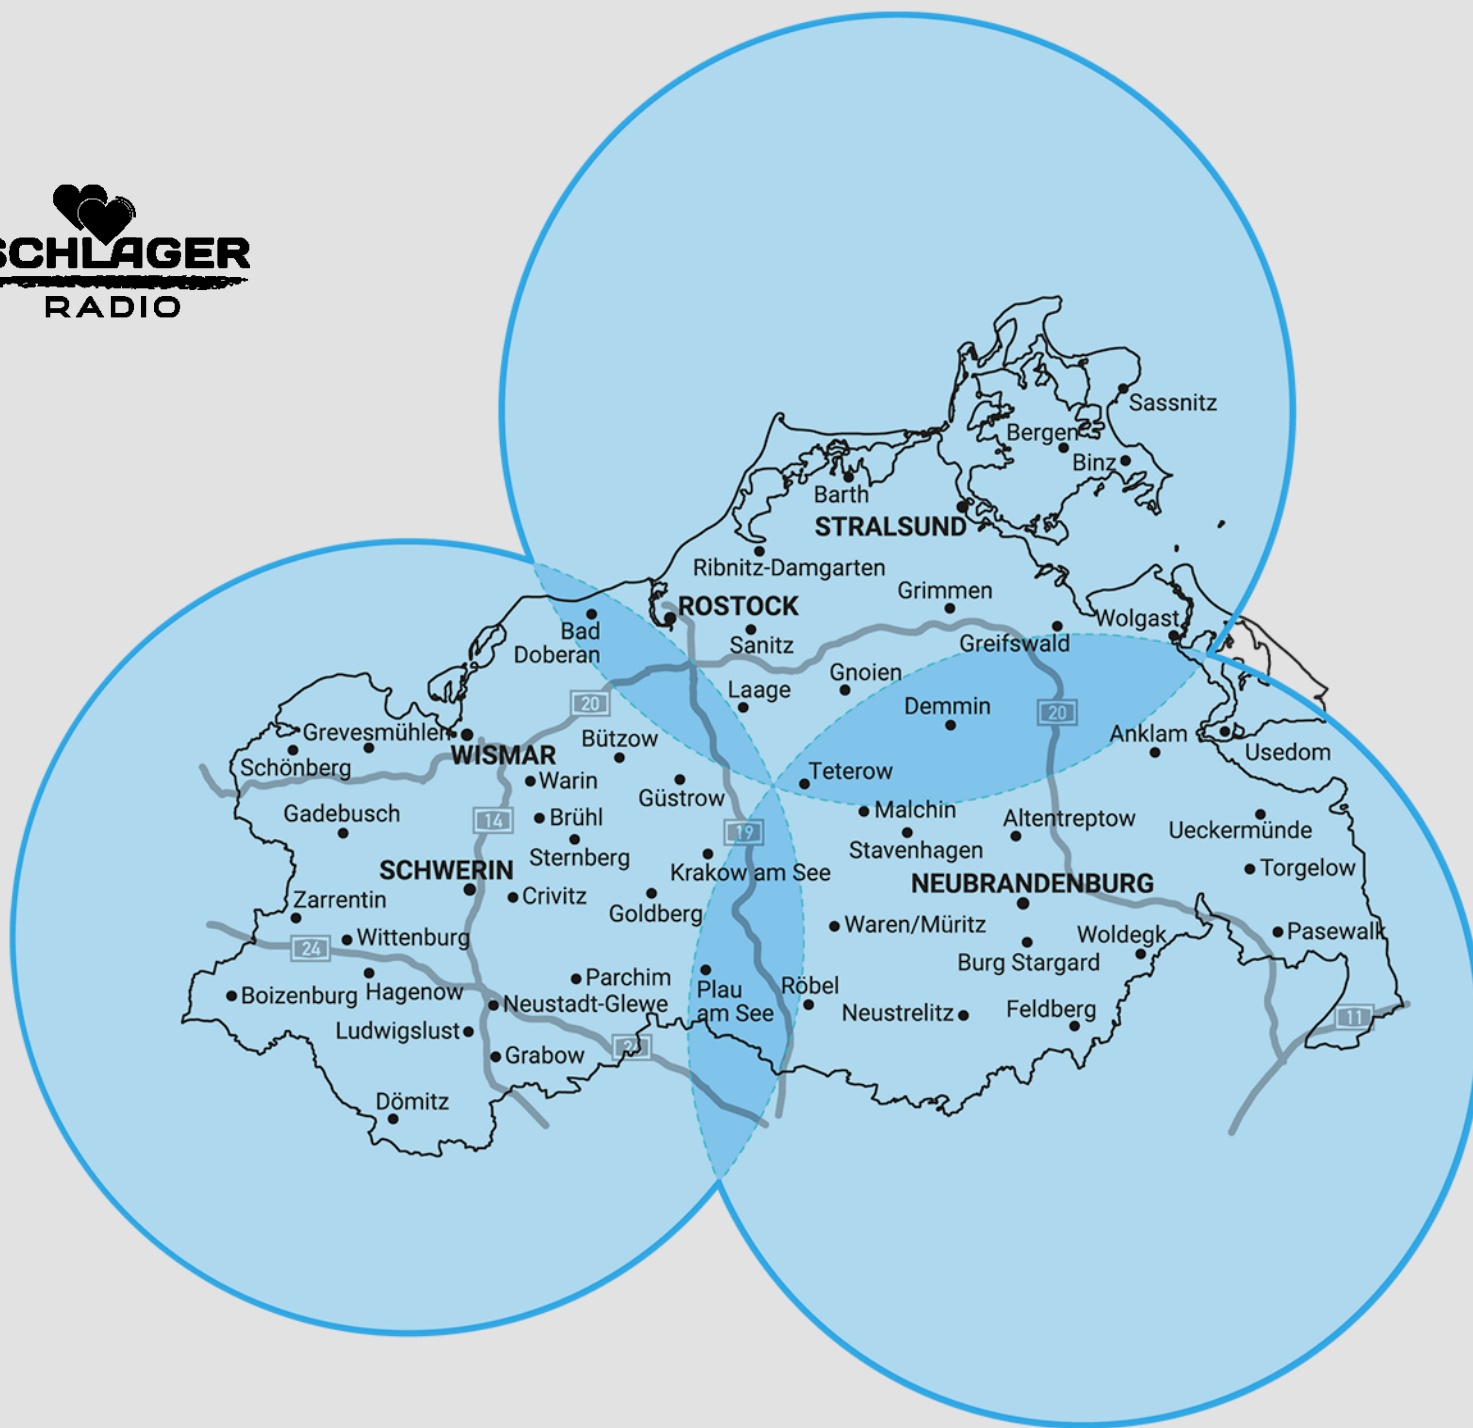 SCHLAGER
RADIO
Sassnitz
Bergen
Binz
Barth
STRALSUND
Ribnitz-Damgarten
Grimmen
ROSTOCK
Wolgast
Bad
Doberan
Sanitz
Greifswald
Gnoien
Laage
20
Demmin
20
Grevesmühlen
Bützow
Anklam
WISMAR
Usedom
Schönberg
Teterow
Warin
Güstrow
Gadebusch
14
Brühl
Malchin
Altentreptow
19
Ueckermünde
Sternberg
Stavenhagen
SCHWERIN
Krakow am See
Torgelow
NEUBRANDENBURG
Crivitz
Zarrentin
Goldberg
Waren/Müritz
Wittenburg
Pasewalk
Woldegk
24
Burg Stargard
Parchim
Röbel
Plau
am See
Boizenburg
Hagenow
Neustadt-Glewe
Neustrelitz
Feldberg
11
Ludwigslust
24
Grabow
Dömitz